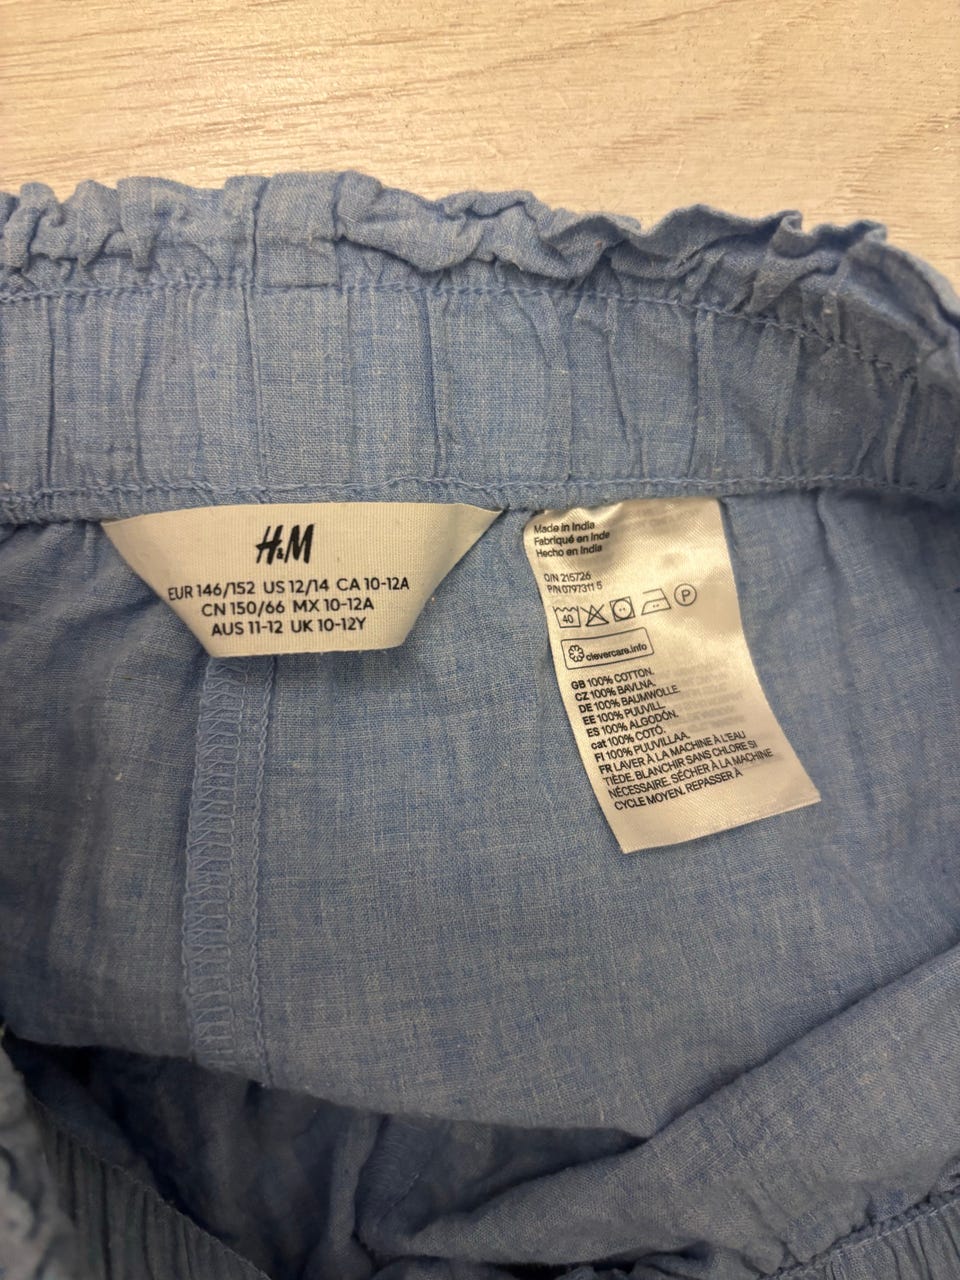 H&M
EUR 146/152 US 12/14 CA 10-12A
CN 150/66 MX 10-12A
AUS 11-12 UK 10-12Y
Made in India
Fabriqué en Inde
Hecho en India
O/N 215726
P/N 0797311 5
40
P
clevercare.info
GB 100% COTTON.
CZ 100% BAVLNA.
DE 100% BAUMWOLLE.
EE 100% PUUVILL.
ES 100% ALGODÓN.
cat 100% COTÓ.
FI 100% PUUVILLAA.
FR LAVER À LA MACHINE À L'EAU
TIÈDE. BLANCHIR SANS CHLORE SI
NÉCESSAIRE. SÉCHER À LA MACHINE
CYCLE MOYEN. REPASSER À